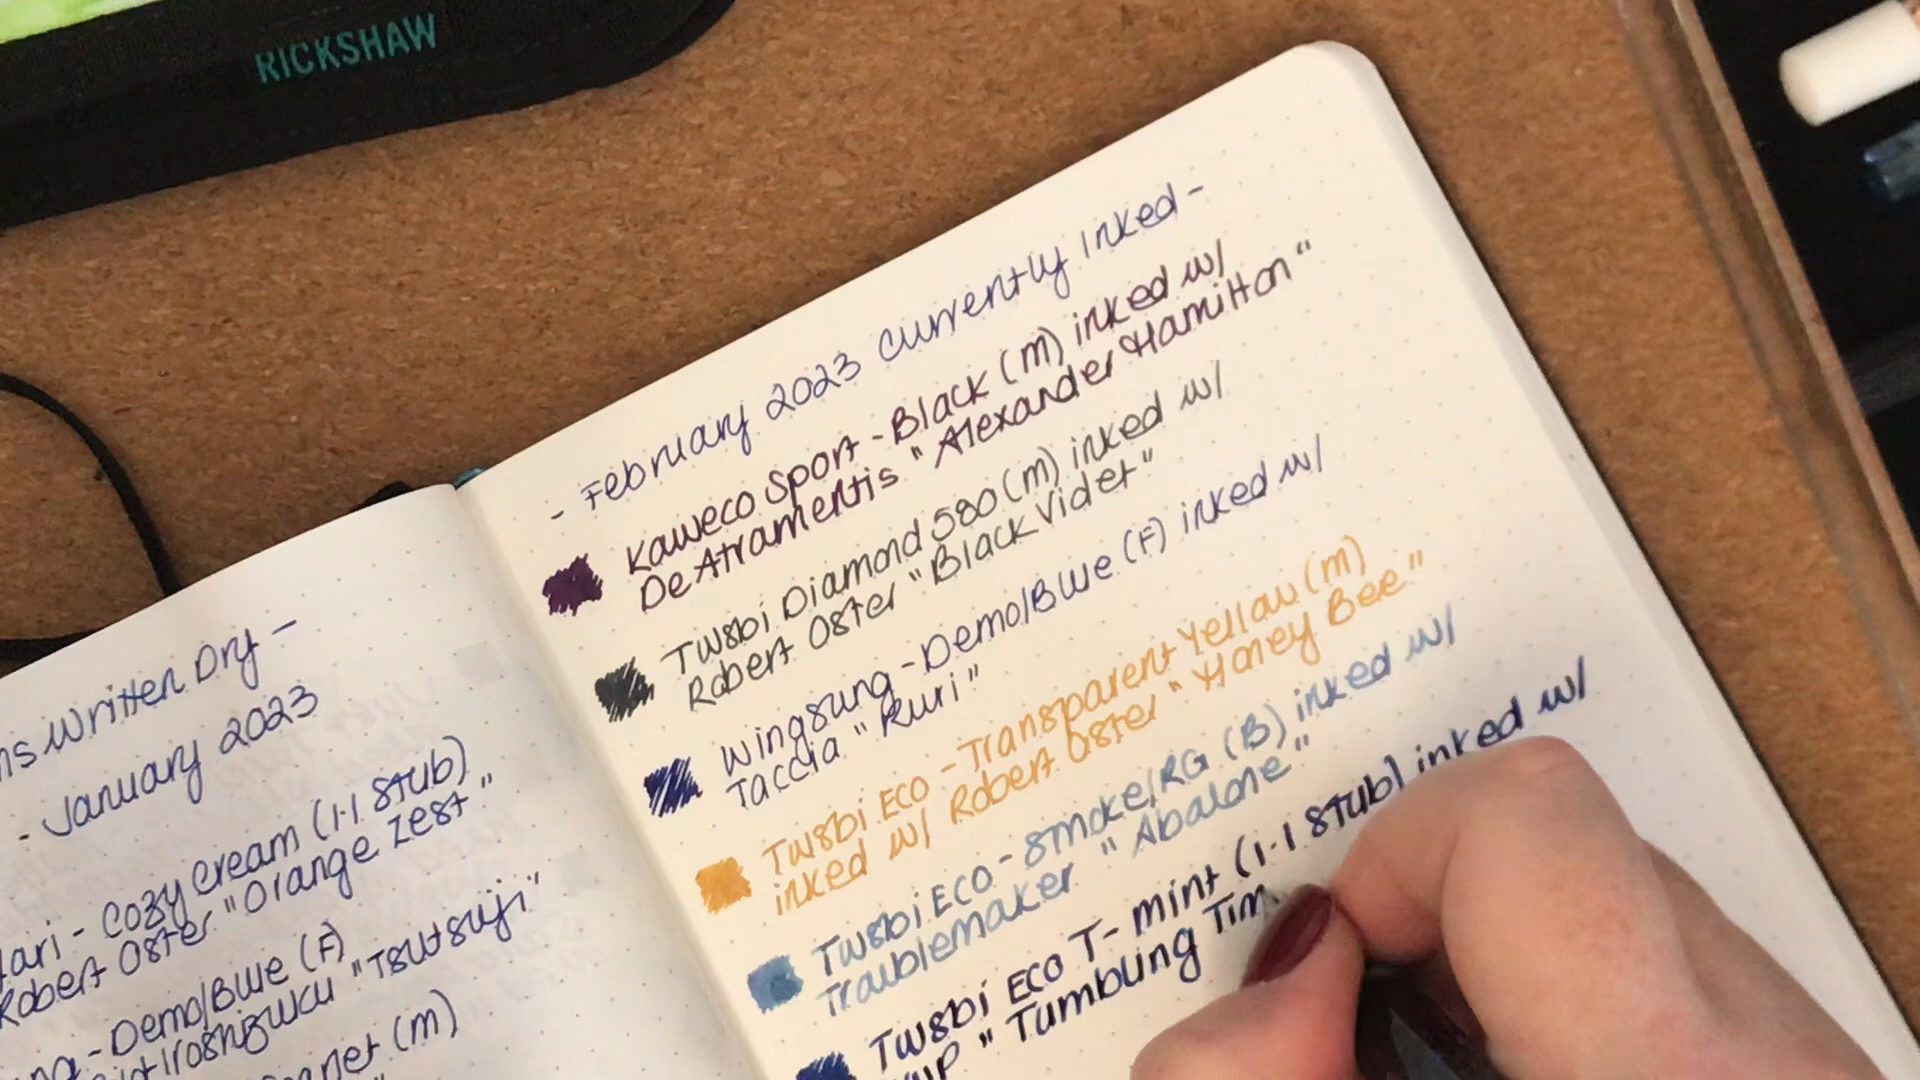 RICKSHAW
Written Dry -
- January 2023
- Cozy Cream (1.1 Stub)
Robert Oster "Orange Zest"
- Demo/Blue (F)
"Tsutsuji"
(M)
- February 2023 Currently Inked -
Kaweco Sport - Black (M) inked w/
De Atramentis "Alexander Hamilton"
TWSBI Diamond 580 (M) inked w/
Robert Oster "Black Violet"
Wingsung - Demo/Blue (F) inked w/
Taccia "Ruri"
TWSBI ECO - Transparent Yellow (M)
inked w/ Robert Oster "Honey Bee"
TWSBI ECO - Smoke/RG (B) inked w/
Troublemaker "Abalone"
TWSBI ECO T- Mint (1.1 Stub) inked w/
"Tumbling Tim